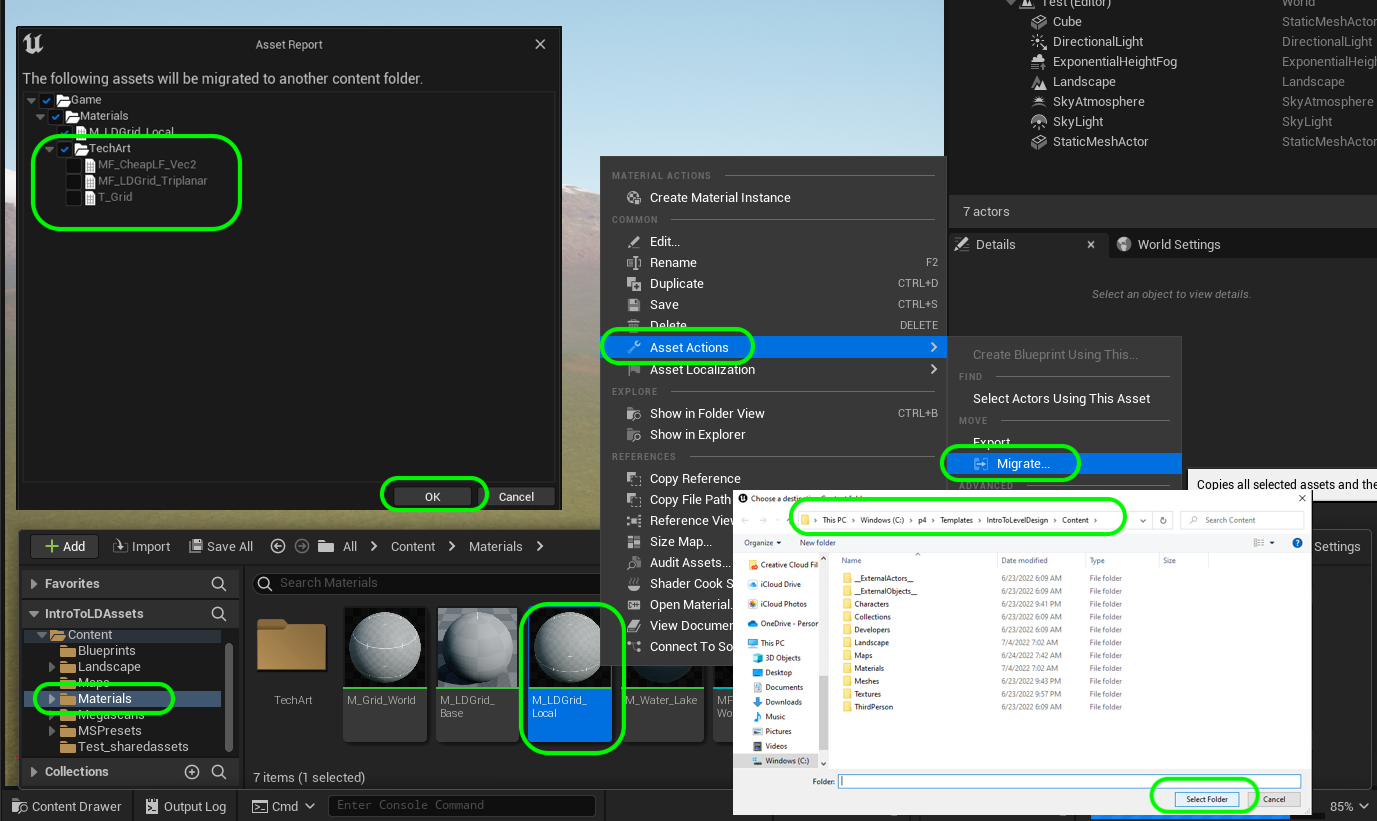 Asset Report
The following assets will be migrated to another content folder.
Game
Materials
M_LDGrid_Local
TechArt
MF_CheapLF_Vec2
MF_LDGrid_Triplanar
T_Grid
OK
Cancel
Test (Editor)
World
Cube
StaticMeshActor
DirectionalLight
DirectionalLight
ExponentialHeightFog
ExponentialHeigh
Landscape
Landscape
SkyAtmosphere
SkyAtmosphere
SkyLight
SkyLight
StaticMeshActor
StaticMeshActor
7 actors
Details
World Settings
Select an object to view details.
MATERIAL ACTIONS
Create Material Instance
COMMON
Edit...
Rename
F2
Duplicate
CTRL+D
Save
CTRL+S
Delete
DELETE
Asset Actions
Asset Localization
EXPLORE
Show in Folder View
CTRL+B
Show in Explorer
REFERENCES
Copy Reference
Copy File Path
Reference View
Size Map...
Audit Assets...
Shader Cook S
Open Material.
View Documen
Connect To So
Create Blueprint Using This...
FIND
Select Actors Using This Asset
MOVE
Export
Migrate...
ADVANCED
Copies all selected assets and the
Choose a destination Content folde
This PC
Windows (C:)
p4
Templates
IntroToLevelDesign
Content
Search Content
Organize
New folder
Creative Cloud Fil
iCloud Drive
iCloud Photos
OneDrive - Person
This PC
3D Objects
Desktop
Documents
Downloads
Music
Pictures
Videos
Windows (C:)
Name
Date modified
Type
Size
__ExternalActors__
6/23/2022 6:09 AM
File folder
__ExternalObjects__
6/23/2022 6:09 AM
File folder
Characters
6/23/2022 9:41 PM
File folder
Collections
6/23/2022 6:09 AM
File folder
Developers
6/23/2022 6:09 AM
File folder
Landscape
7/4/2022 7:02 AM
File folder
Maps
6/24/2022 7:42 AM
File folder
Materials
7/4/2022 7:02 AM
File folder
Meshes
6/23/2022 9:43 PM
File folder
Textures
6/23/2022 9:57 PM
File folder
ThirdPerson
6/23/2022 6:09 AM
File folder
Folder:
Select Folder
Cancel
Add
Import
Save All
All
Content
Materials
Settings
Favorites
Search Materials
IntroToLDAssets
Content
Blueprints
Landscape
Maps
Materials
Megascans
MSPresets
Test_sharedassets
Collections
TechArt
M_Grid_World
M_LDGrid_
Base
M_LDGrid_
Local
M_Water_Lake
MF
Wo
7 items (1 selected)
Content Drawer
Output Log
Cmd
Enter Console Command
85%